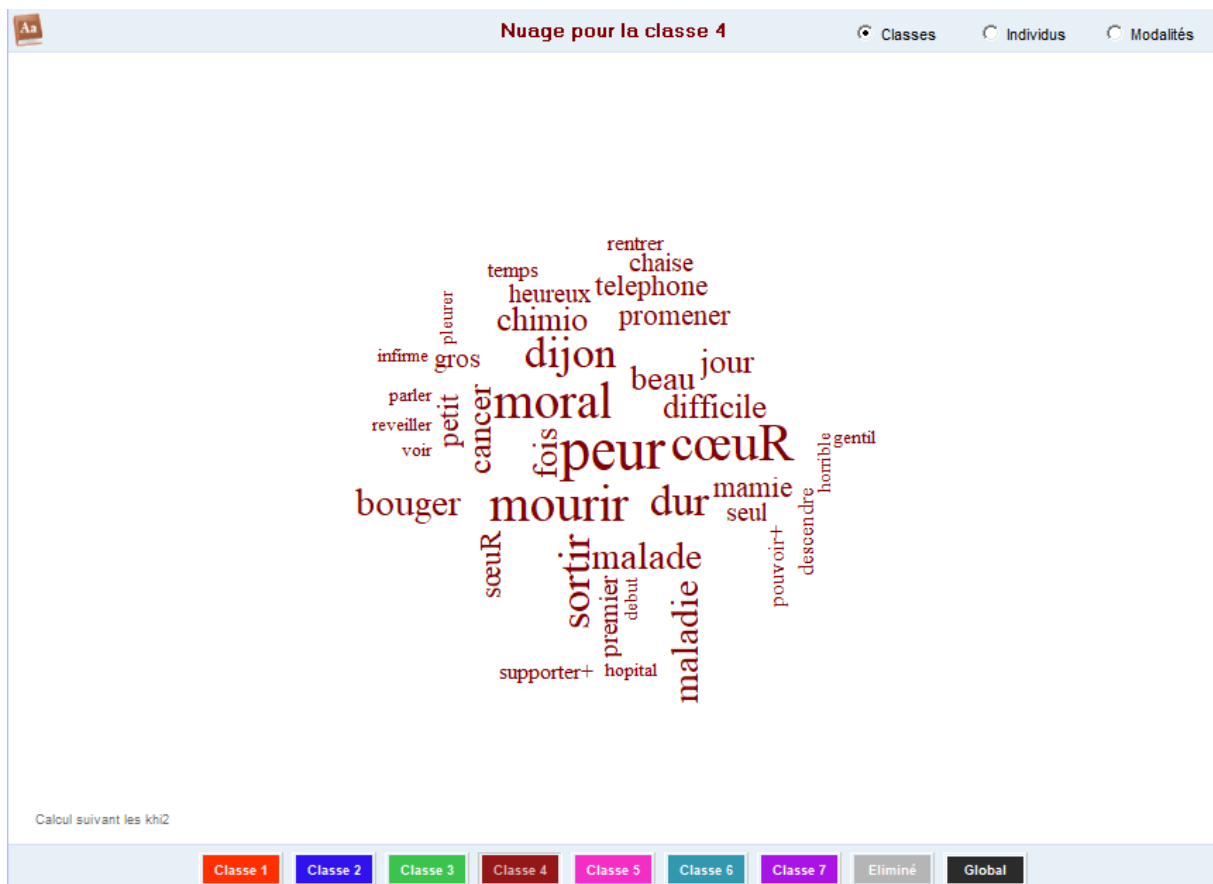 Aa
Nuage pour la classe 4
Classes
Individus
Modalités
rentrer
chaise
temps
telephone
heureux
pleurer
chimio
promener
dijon
infirme
gros
jour
beau
parler
petit
cancer
moral
difficile
reveiller
voir
fois
peur
cœuR
horrible
gentil
bouger
mourir
dur
mamie
seul
descendre
sœuR
sortir
malade
pouvoir+
premier
debut
maladie
supporter+
hopital
Calcul suivant les khi2
Classe 1
Classe 2
Classe 3
Classe 4
Classe 5
Classe 6
Classe 7
Eliminé
Global